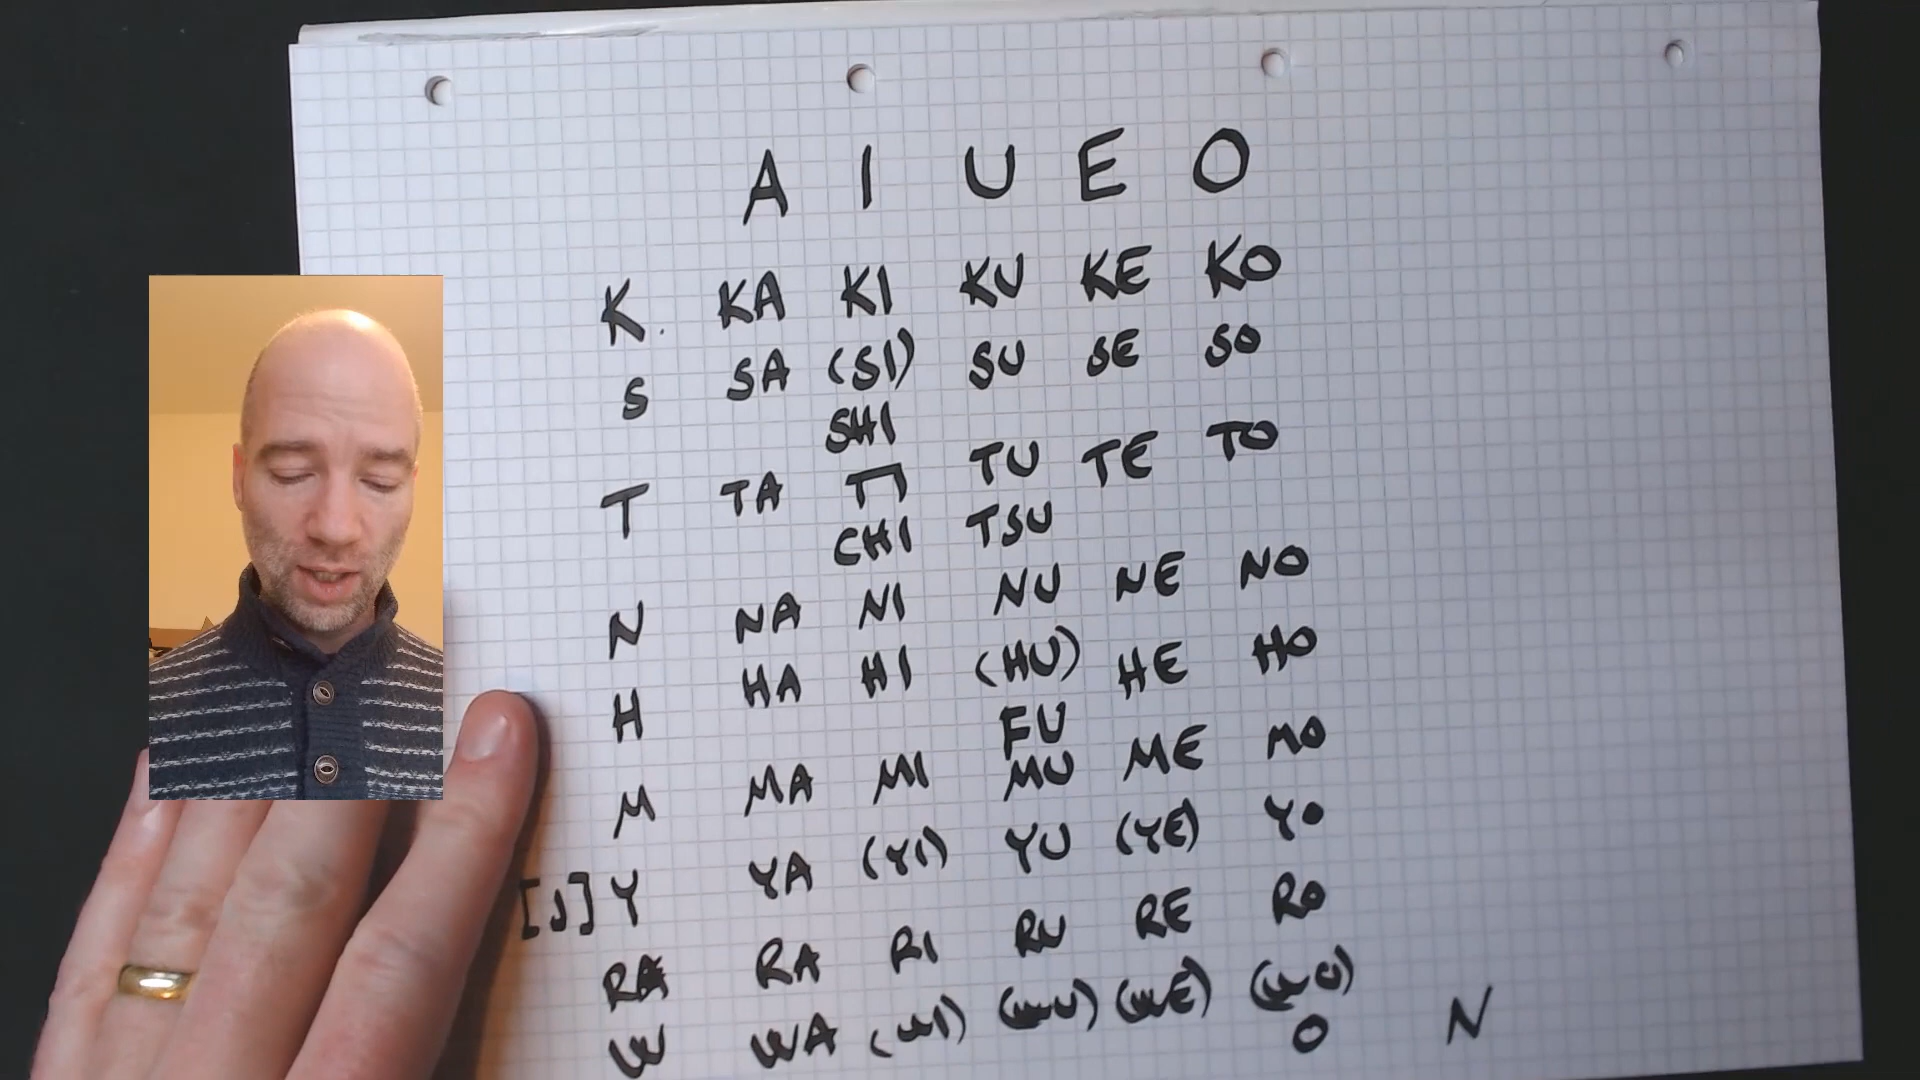 A I U E O
K. KA KI KU KE KO
S SA (SI) SU SE SO
SHI
T TA TI TU TE TO
CHI TSU
N NA NI NU NE NO
H HA HI (HU) HE HO
FU
M MA MI MU ME MO
[J] Y YA (YI) YU (YE) YO
RA RA RI RU RE RO
W WA (WI) (WU) (WE) (WO)
O N